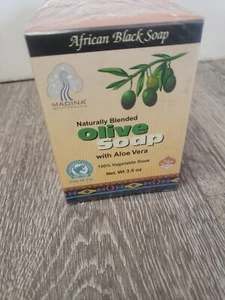 African Black Soap
MADINA
Naturally Blended
Olive
Soap
with Aloe Vera
100% Vegetable Base
Net. Wt 3.5 oz